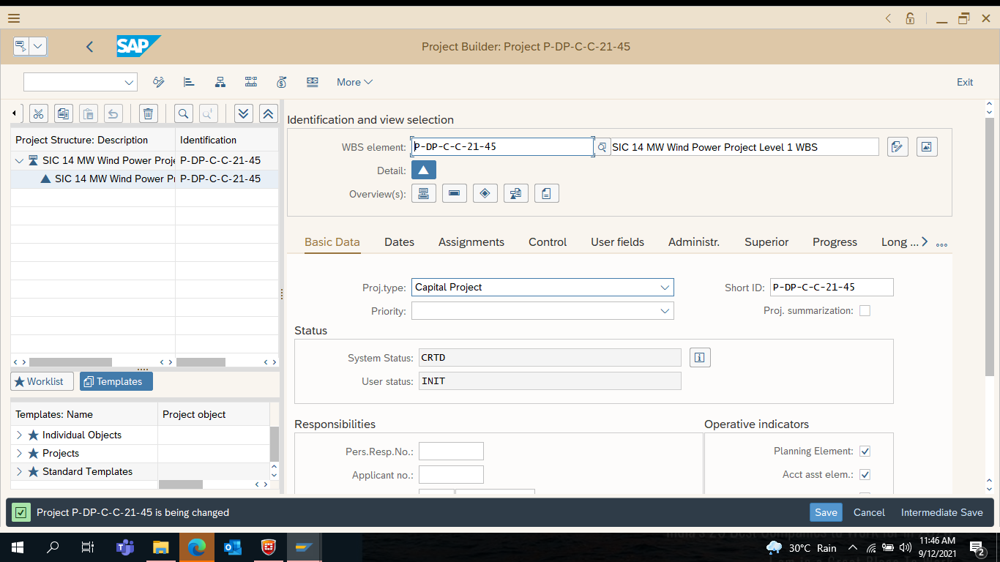 SAP
Project Builder: Project P-DP-C-C-21-45
More
Exit
Project Structure: Description Identification
SIC 14 MW Wind Power Proje P-DP-C-C-21-45
SIC 14 MW Wind Power Pr P-DP-C-C-21-45
Worklist Templates
Templates: Name Project object
Individual Objects
Projects
Standard Templates
Identification and view selection
WBS element: P-DP-C-C-21-45 SIC 14 MW Wind Power Project Level 1 WBS
Detail:
Overview(s):
Basic Data Dates Assignments Control User fields Administr. Superior Progress Long ...
Proj.type: Capital Project Short ID: P-DP-C-C-21-45
Priority: Proj. summarization:
Status
System Status: CRTD
User status: INIT
Responsibilities Operative indicators
Pers.Resp.No.: Planning Element:
Applicant no.: Acct asst elem.:
Project P-DP-C-C-21-45 is being changed Save Cancel Intermediate Save
30°C Rain 11:46 AM
9/12/2021
2